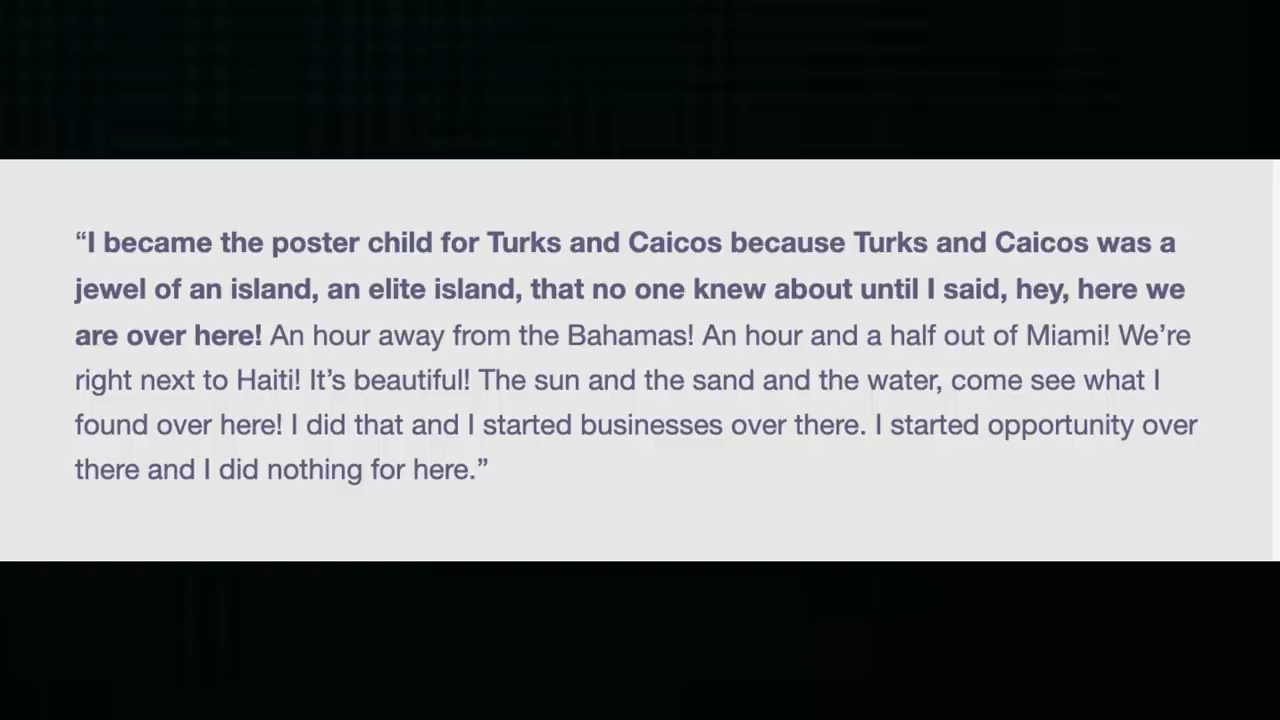 “I became the poster child for Turks and Caicos because Turks and Caicos was a
jewel of an island, an elite island, that no one knew about until I said, hey, here we
are over here! An hour away from the Bahamas! An hour and a half out of Miami! We’re
right next to Haiti! It’s beautiful! The sun and the sand and the water, come see what I
found over here! I did that and I started businesses over there. I started opportunity over
there and I did nothing for here.”